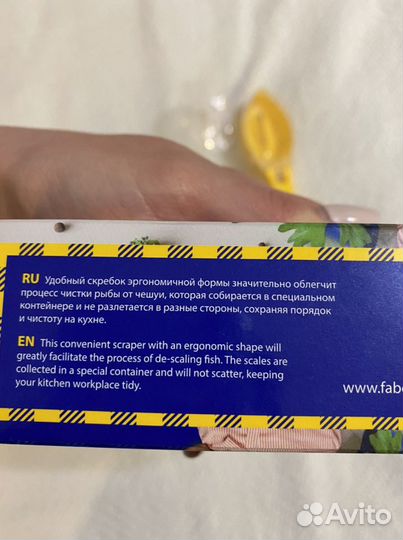 RU Удобный скребок эргономичной формы значительно облегчит
процесс чистки рыбы от чешуи, которая собирается в специальном
контейнере и не разлетается в разные стороны, сохраняя порядок
и чистоту на кухне.
EN This convenient scraper with an ergonomic shape will
greatly facilitate the process of de-scaling fish. The scales are
collected in a special container and will not scatter, keeping
your kitchen workplace tidy.
www.fabe
Avito